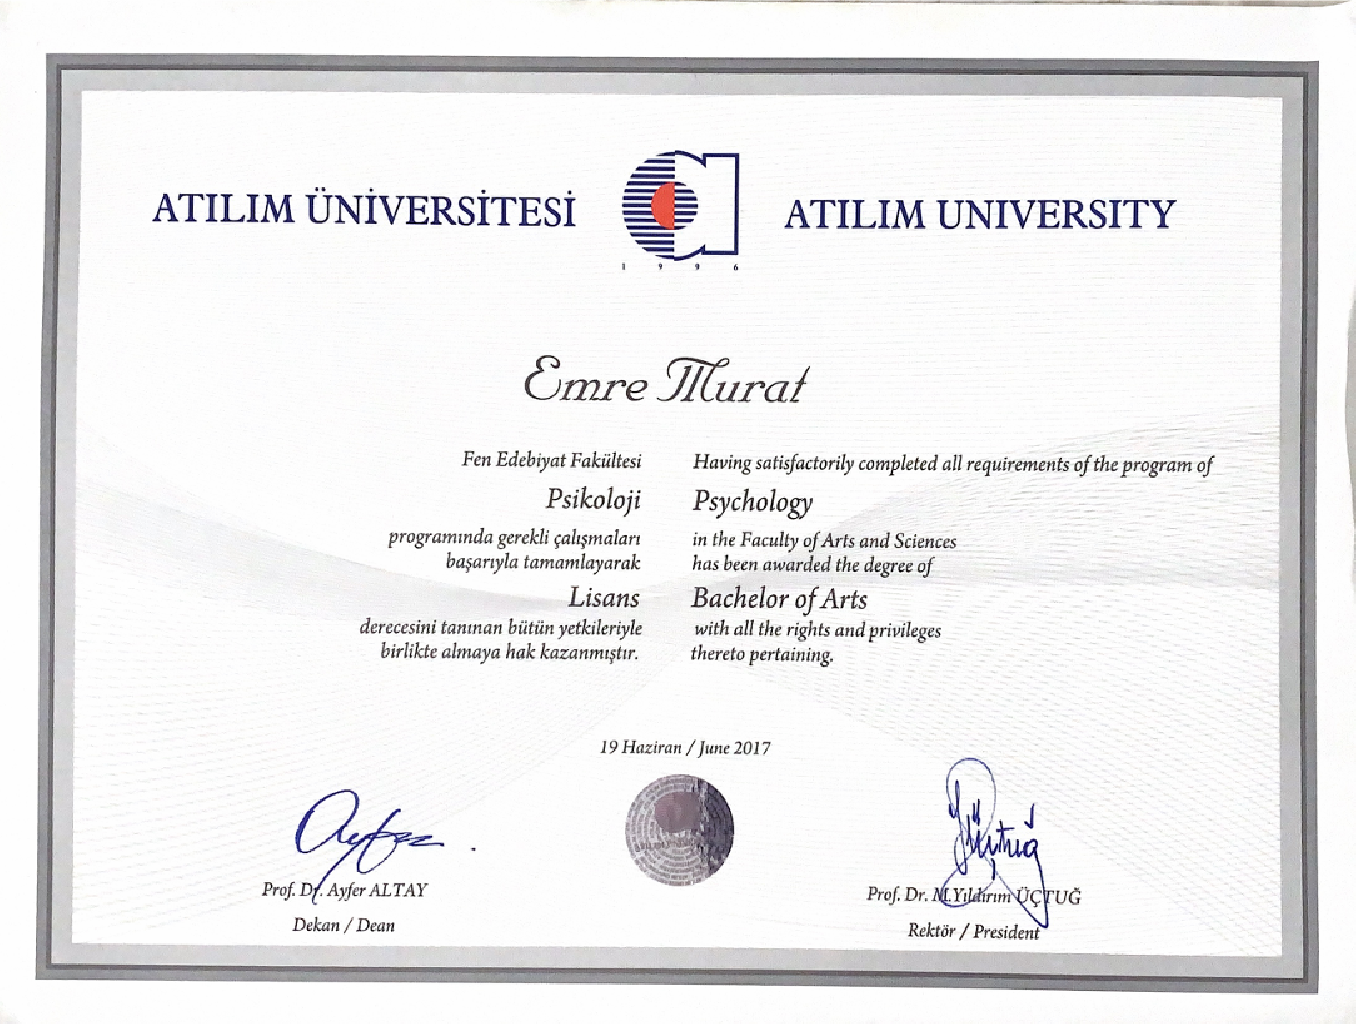 ATILIM ÜNİVERSİTESİ
ATILIM UNIVERSITY
1 9 9 6
Emre Murat
Fen Edebiyat Fakültesi
Psikoloji
programında gerekli çalışmaları
başarıyla tamamlayarak
Lisans
derecesini tanınan bütün yetkileriyle
birlikte almaya hak kazanmıştır.
Having satisfactorily completed all requirements of the program of
Psychology
in the Faculty of Arts and Sciences
has been awarded the degree of
Bachelor of Arts
with all the rights and privileges
thereto pertaining.
19 Haziran / June 2017
Prof. Dr. Ayfer ALTAY
Dekan / Dean
Prof. Dr. M.Yıldırım ÜÇTUĞ
Rektör / President